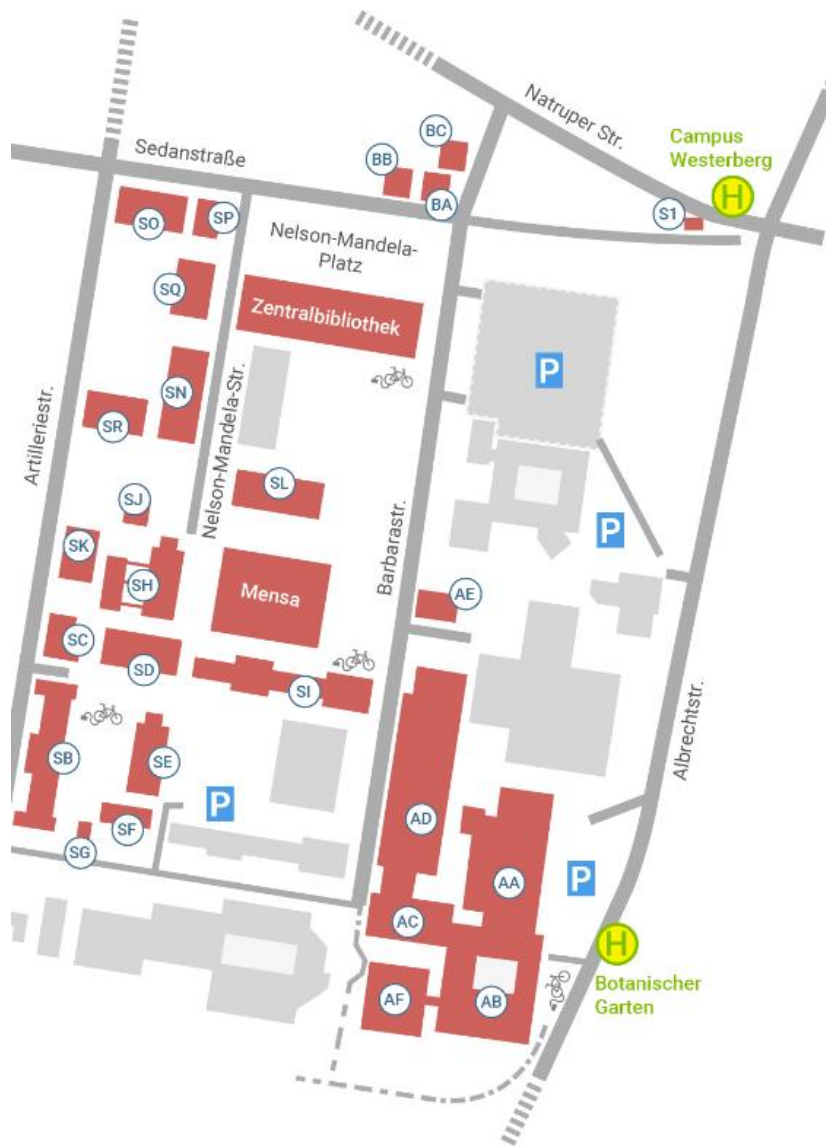 Natruper Str.
Campus
Westerberg
H
Sedanstraße
BC
BB
BA
S1
SO
SP
Nelson-Mandela-
Platz
SQ
Zentralbibliothek
P
SN
SR
Nelson-Mandela-Str.
Artilleriestr.
SL
SJ
P
SK
SH
Mensa
Barbarastr.
AE
SC
SD
SI
Albrechtstr.
SB
SE
P
AD
SF
SG
AA
P
AC
H
Botanischer
Garten
AF
AB